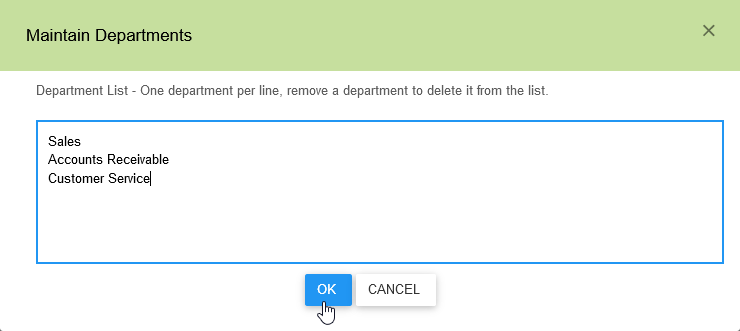 Maintain Departments
Department List - One department per line, remove a department to delete it from the list.
Sales
Accounts Receivable
Customer Service
OK
CANCEL